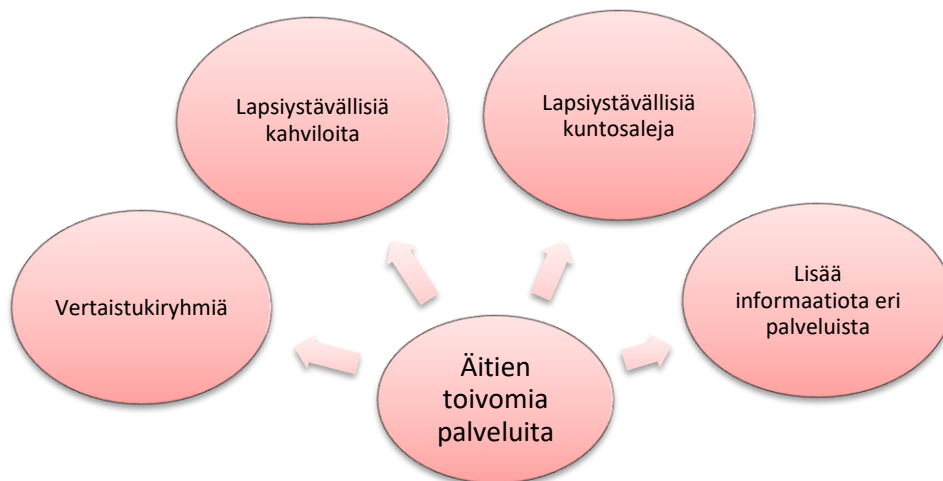 Lapsiystävällisiä
kahviloita
Lapsiystävällisiä
kuntosaleja
Vertaistukiryhmiä
Lisää
informaatiota eri
palveluista
Äitien
toivomia
palveluita